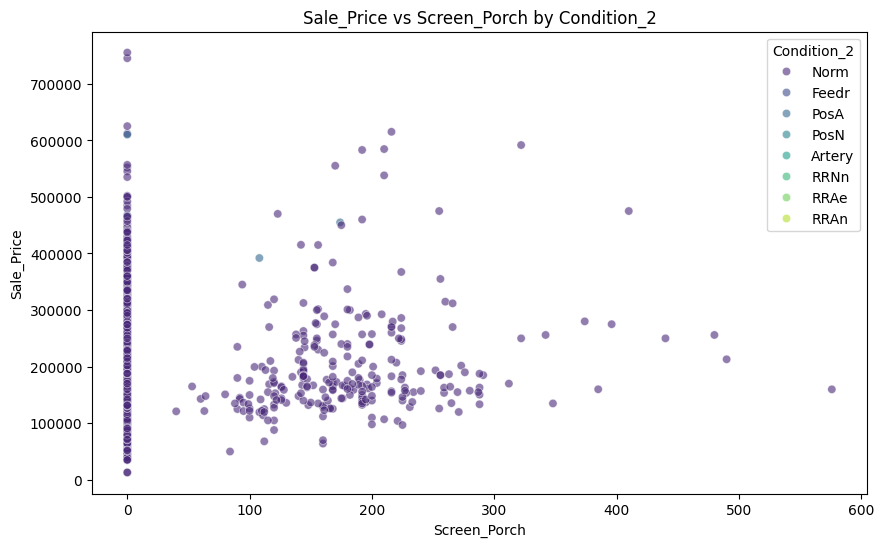 Sale_Price vs Screen_Porch by Condition_2
Condition_2
Norm
Feedr
PosA
PosN
Artery
RRNn
RRAe
RRAn
Sale_Price
700000
600000
500000
400000
300000
200000
100000
0
0 100 200 300 400 500 600
Screen_Porch